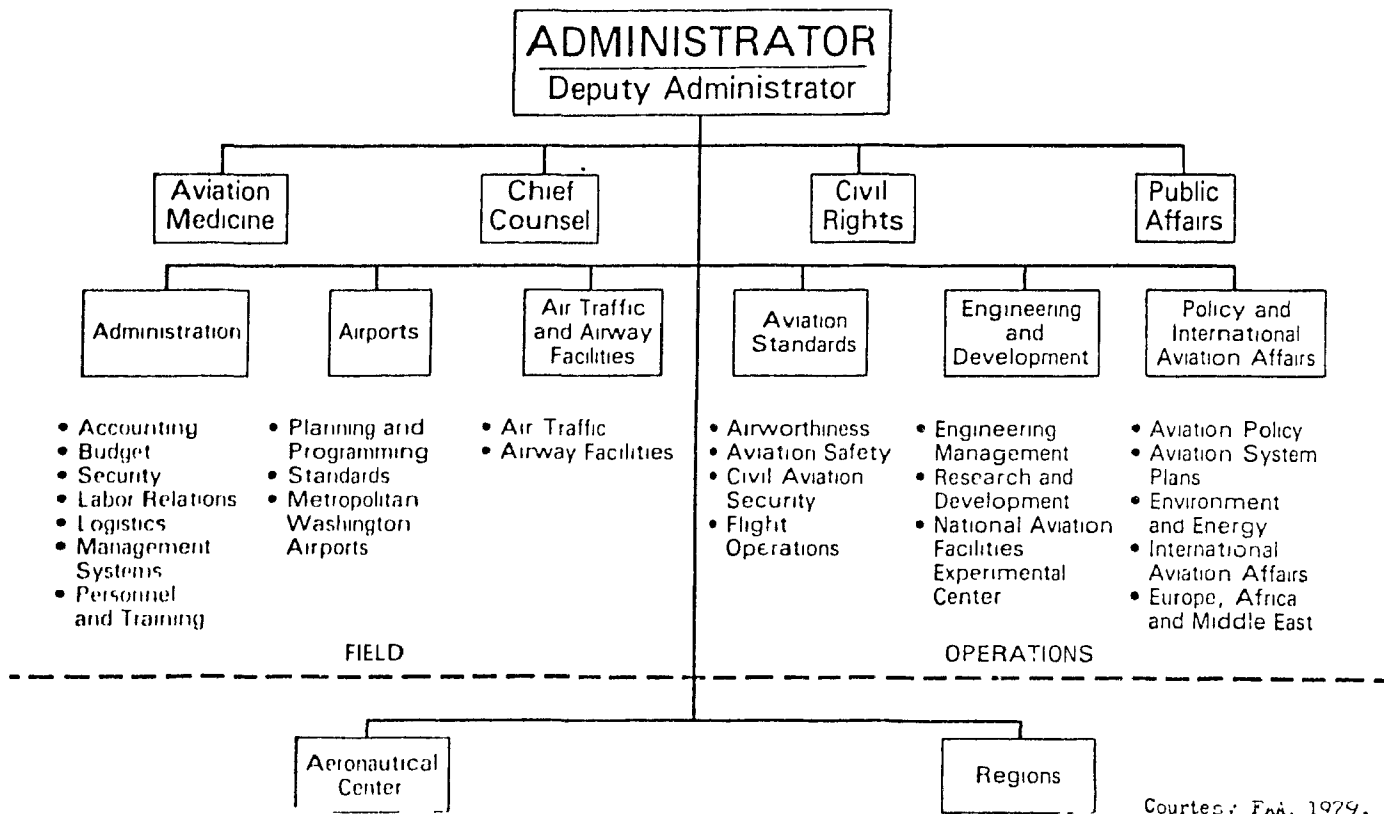 ADMINISTRATOR
Deputy Administrator
Aviation
Medicine
Chief
Counsel
Civil
Rights
Public
Affairs
Administration
Airports
Air Traffic
and Airway
Facilities
Aviation
Standards
Engineering
and
Development
Policy and
International
Aviation Affairs
• Accounting
• Budget
• Security
• Labor Relations
• Logistics
• Management
Systems
• Personnel
and Training
• Planning and
Programming
• Standards
• Metropolitan
Washington
Airports
• Air Traffic
• Airway Facilities
• Airworthiness
• Aviation Safety
• Civil Aviation
Security
• Flight
Operations
• Engineering
Management
• Research and
Development
• National Aviation
Facilities
Experimental
Center
• Aviation Policy
• Aviation System
Plans
• Environment
and Energy
• International
Aviation Affairs
• Europe, Africa
and Middle East
FIELD OPERATIONS
Aeronautical
Center
Regions
Courtesy FAA, 1979.